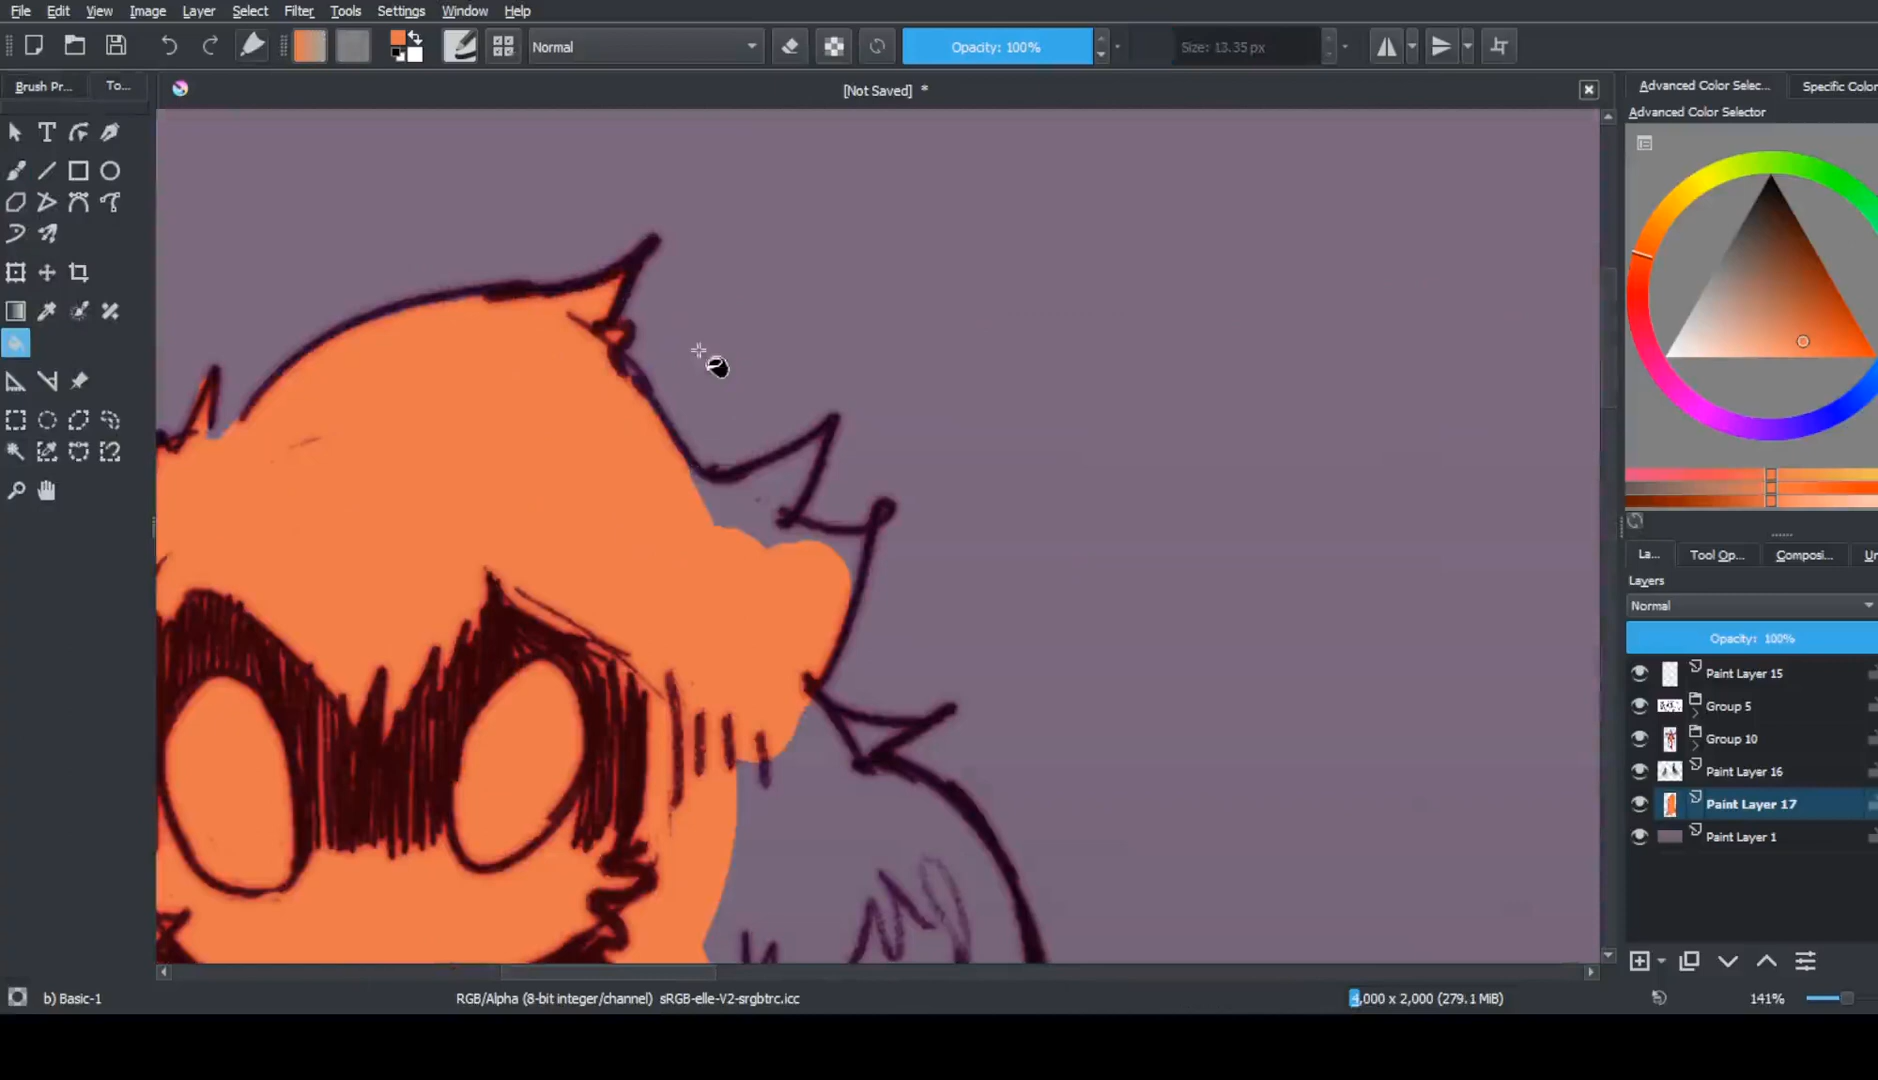 File Edit View Image Layer Select Filter Tools Settings Window Help
Normal Opacity: 100% Size: 13.35 px
Brush Pr... To... [Not Saved] * Advanced Color Selec... Specific Color
Advanced Color Selector
La... Tool Op... Composi... Un
Layers
Normal
Opacity: 100%
Paint Layer 15
Group 5
Group 10
Paint Layer 16
Paint Layer 17
Paint Layer 1
b) Basic-1 RGB/Alpha (8-bit integer/channel) sRGB-elle-V2-srgbtrc.icc 4,000 x 2,000 (279.1 MiB) 141%